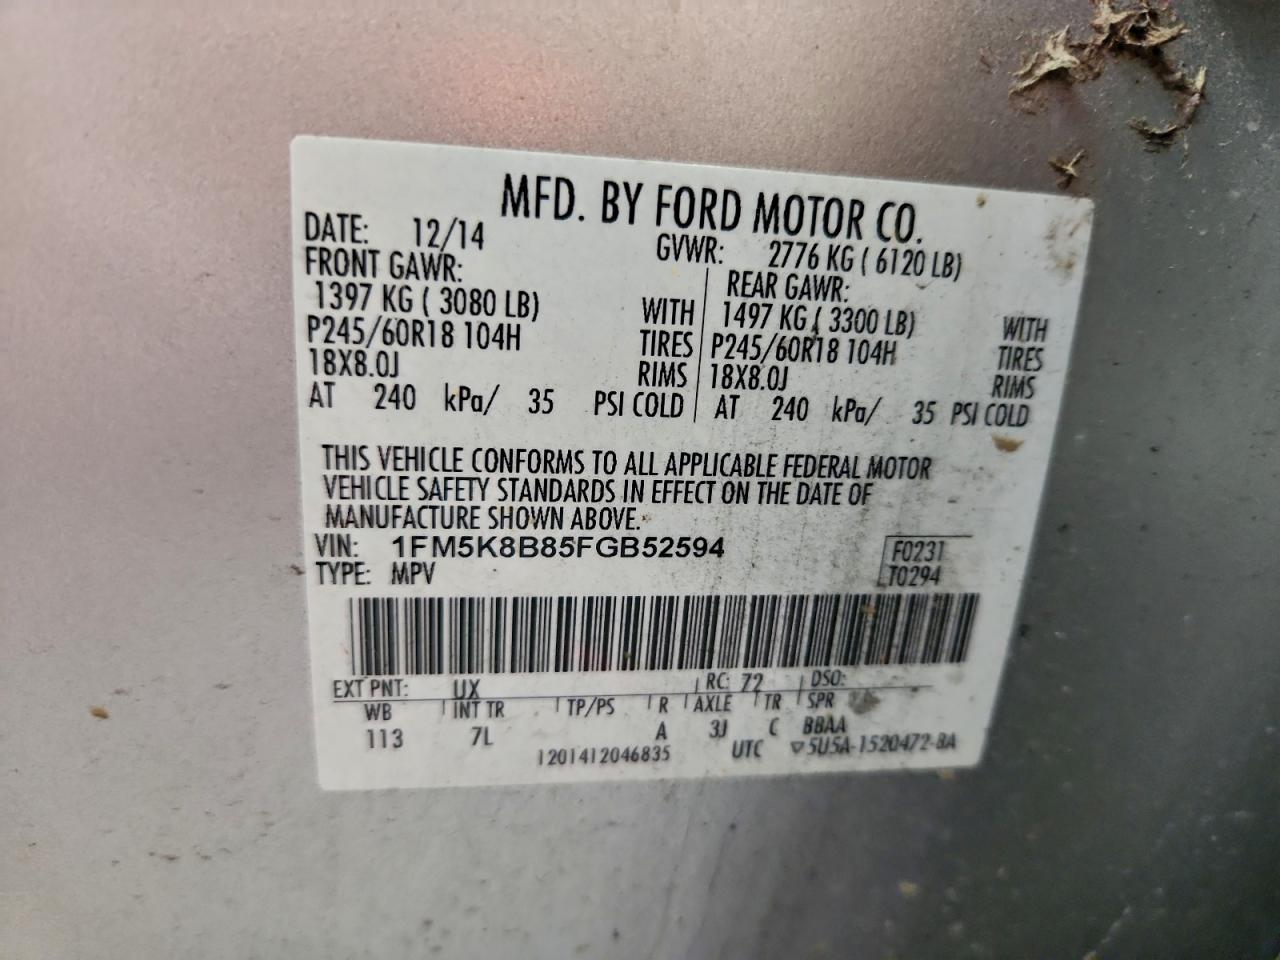 MFD. BY FORD MOTOR CO.
DATE: 12/14 GVWR: 2776 KG ( 6120 LB)
FRONT GAWR: REAR GAWR:
1397 KG ( 3080 LB) WITH 1497 KG ( 3300 LB) WITH
P245/60R18 104H TIRES P245/60R18 104H TIRES
18X8.0J RIMS 18X8.0J RIMS
AT 240 kPa/ 35 PSI COLD AT 240 kPa/ 35 PSI COLD
THIS VEHICLE CONFORMS TO ALL APPLICABLE FEDERAL MOTOR
VEHICLE SAFETY STANDARDS IN EFFECT ON THE DATE OF
MANUFACTURE SHOWN ABOVE.
VIN: 1FM5K8B85FGB52594 F0231
TYPE: MPV T0294
EXT PNT: UX RC: 72 DSO:
WB INT TR TP/PS R AXLE TR SPR
113 7L A 3J C BBAA
1201412046835 UTC ▽5U5A-1520472-BA